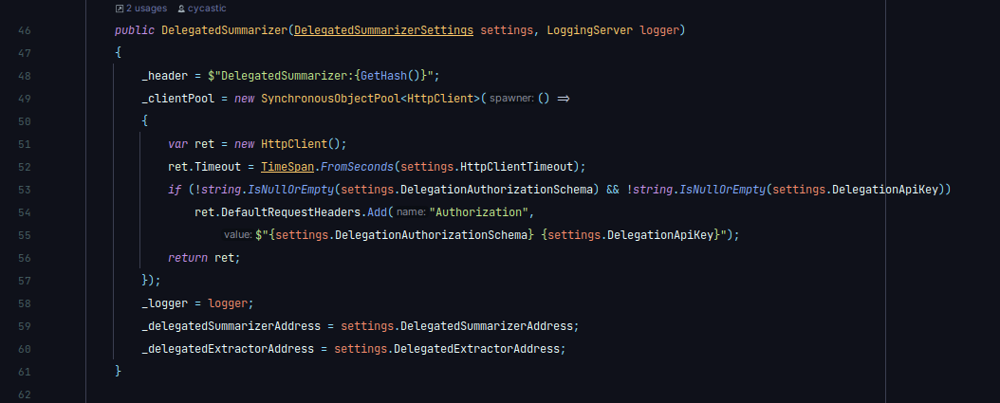 2 usages cycastic
46 public DelegatedSummarizer(DelegatedSummarizerSettings settings, LoggingServer logger)
47 {
48 _header = $"DelegatedSummarizer:{GetHash()}";
49 _clientPool = new SynchronousObjectPool<HttpClient>( spawner: () =>
50 {
51 var ret = new HttpClient();
52 ret.Timeout = TimeSpan.FromSeconds(settings.HttpClientTimeout);
53 if (!string.IsNullOrEmpty(settings.DelegationAuthorizationSchema) && !string.IsNullOrEmpty(settings.DelegationApiKey))
54 ret.DefaultRequestHeaders.Add( name: "Authorization",
55 value: $"{settings.DelegationAuthorizationSchema} {settings.DelegationApiKey}");
56 return ret;
57 });
58 _logger = logger;
59 _delegatedSummarizerAddress = settings.DelegatedSummarizerAddress;
60 _delegatedExtractorAddress = settings.DelegatedExtractorAddress;
61 }
62